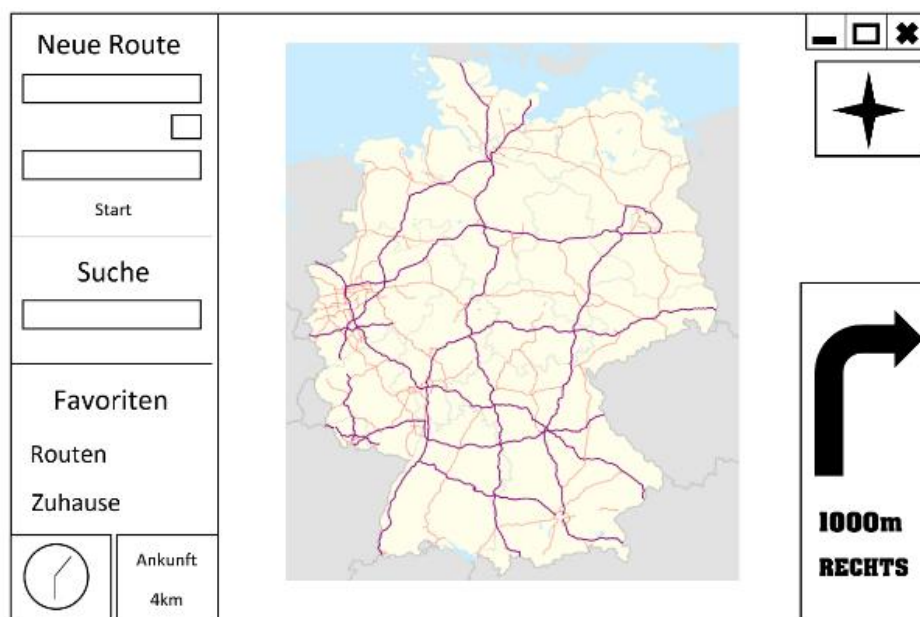 Neue Route
Start
Suche
Favoriten
Routen
Zuhause
Ankunft
4km
1000m
RECHTS